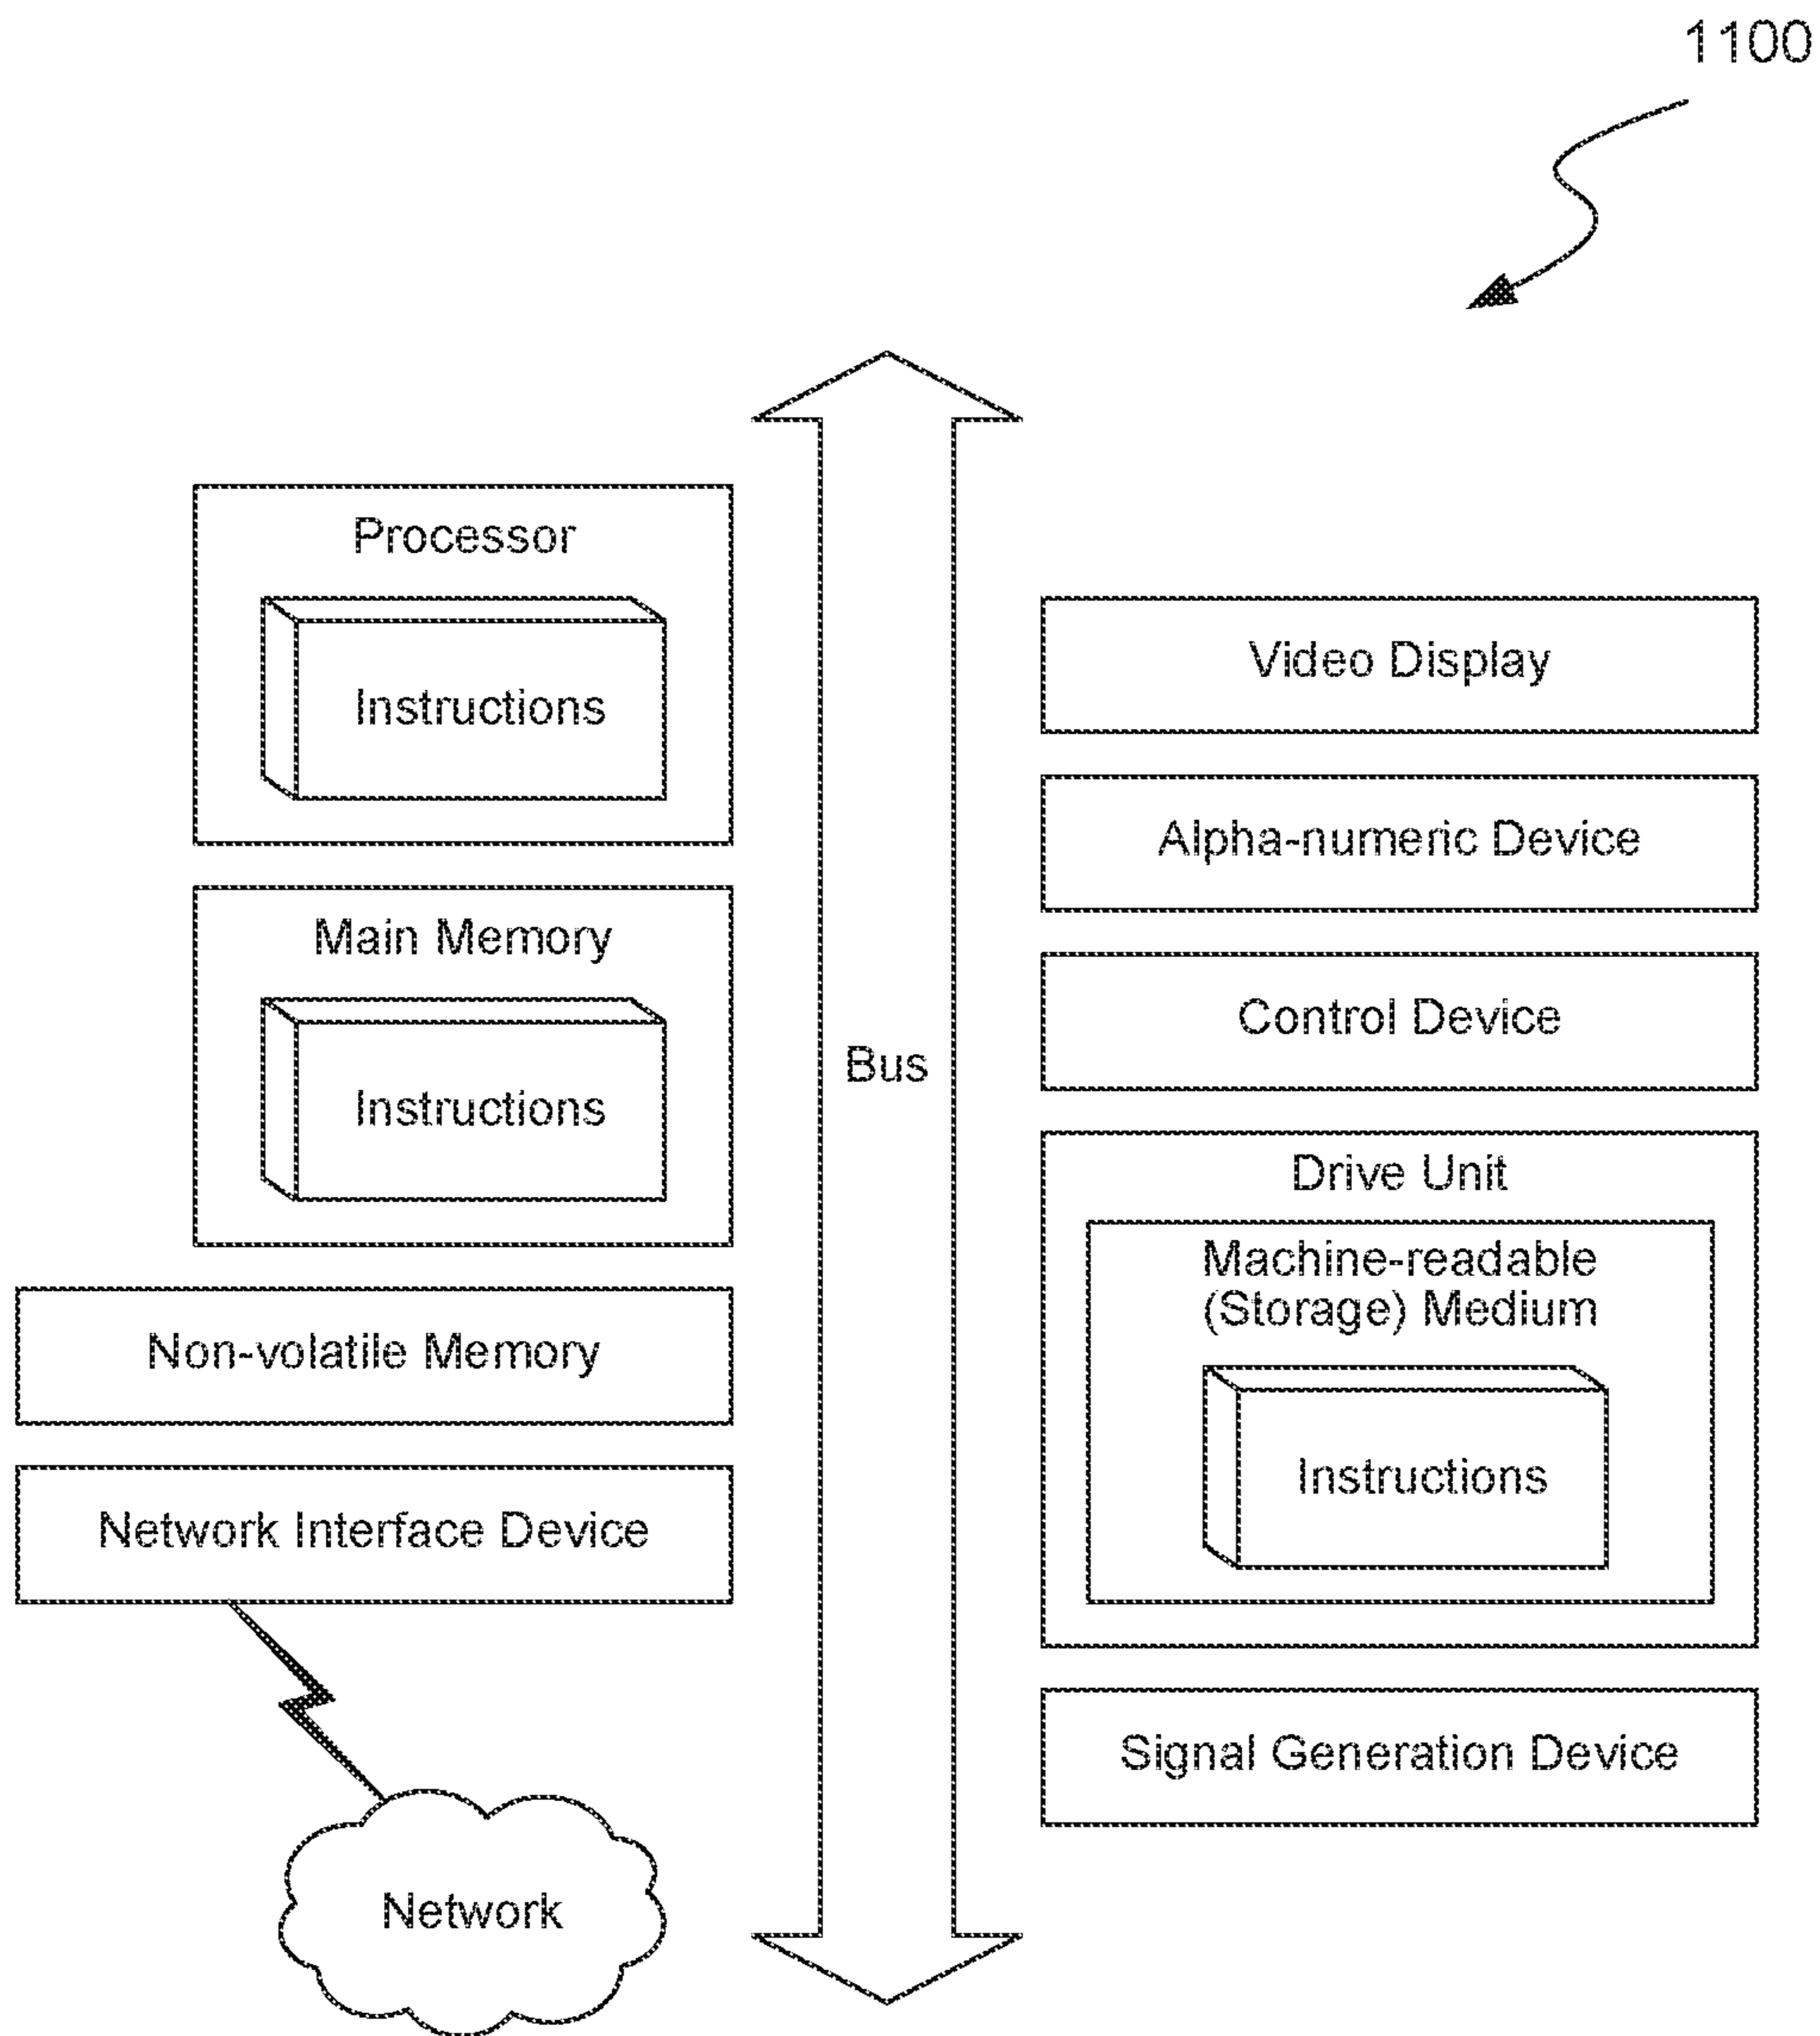 1100
Processor
Instructions
Main Memory
Instructions
Non-volatile Memory
Network Interface Device
Network
Bus
Video Display
Alpha-numeric Device
Control Device
Drive Unit
Machine-readable
(Storage) Medium
Instructions
Signal Generation Device